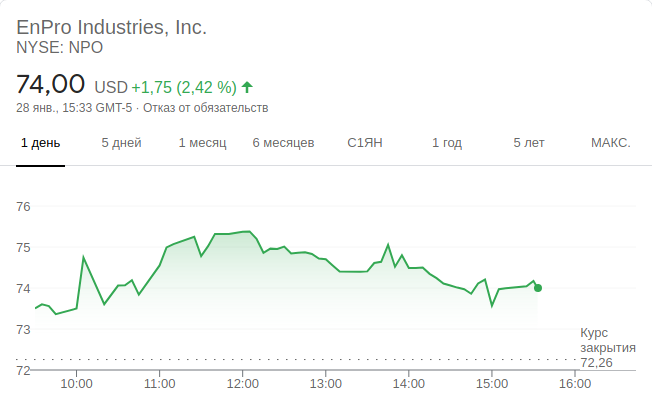 EnPro Industries, Inc.
NYSE: NPO
74,00 USD +1,75 (2,42 %)
28 янв., 15:33 GMT-5 · Отказ от обязательств
1 день 5 дней 1 месяц 6 месяцев С1ЯН 1 год 5 лет МАКС.
76
75
74
73
Курс
закрытия
72,26
72
10:00 11:00 12:00 13:00 14:00 15:00 16:00